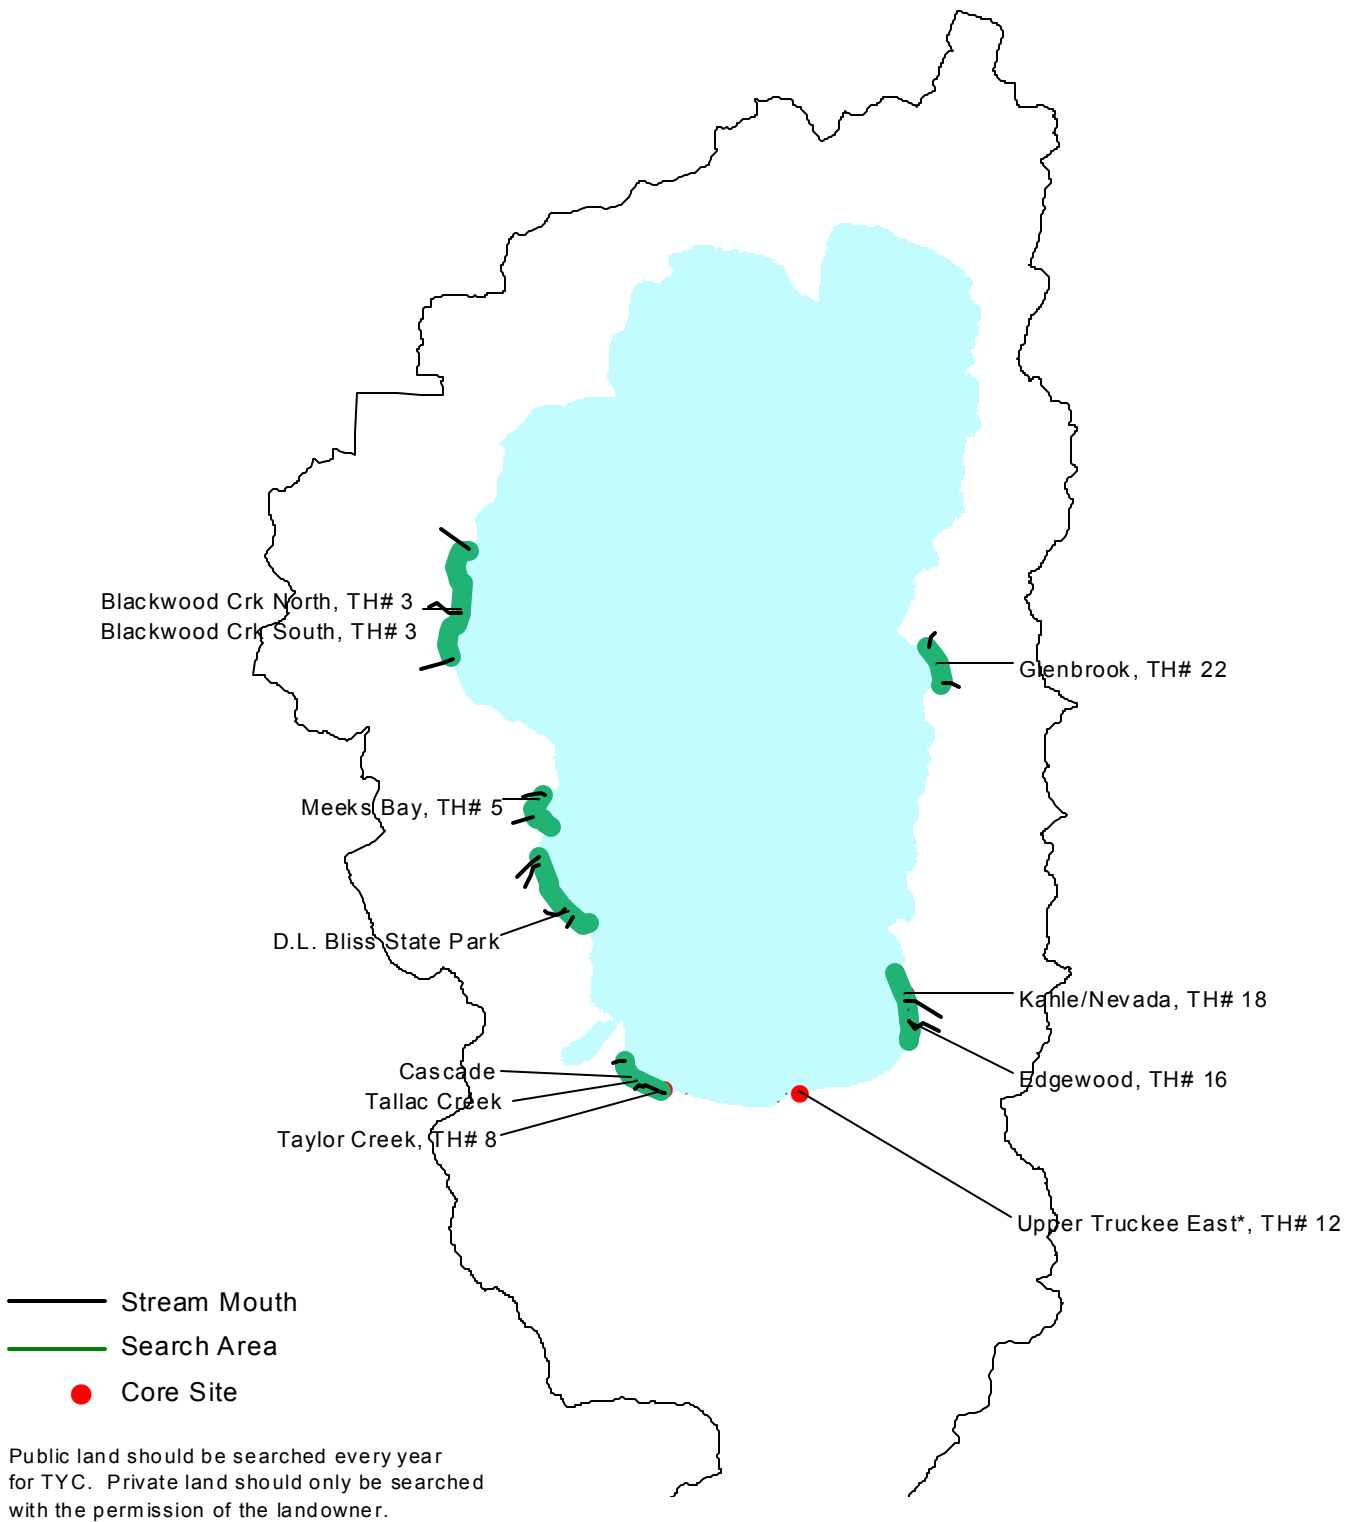 Blackwood Crk North, TH# 3
Blackwood Crk South, TH# 3
Glenbrook, TH# 22
Meeks Bay, TH# 5
D.L. Bliss State Park
Kahle/Nevada, TH# 18
Cascade
Edgewood, TH# 16
Tallac Creek
Taylor Creek, TH# 8
Upper Truckee East*, TH# 12
Stream Mouth
Search Area
Core Site
Public land should be searched every year
for TYC.  Private land should only be searched
with the permission of the landowner.